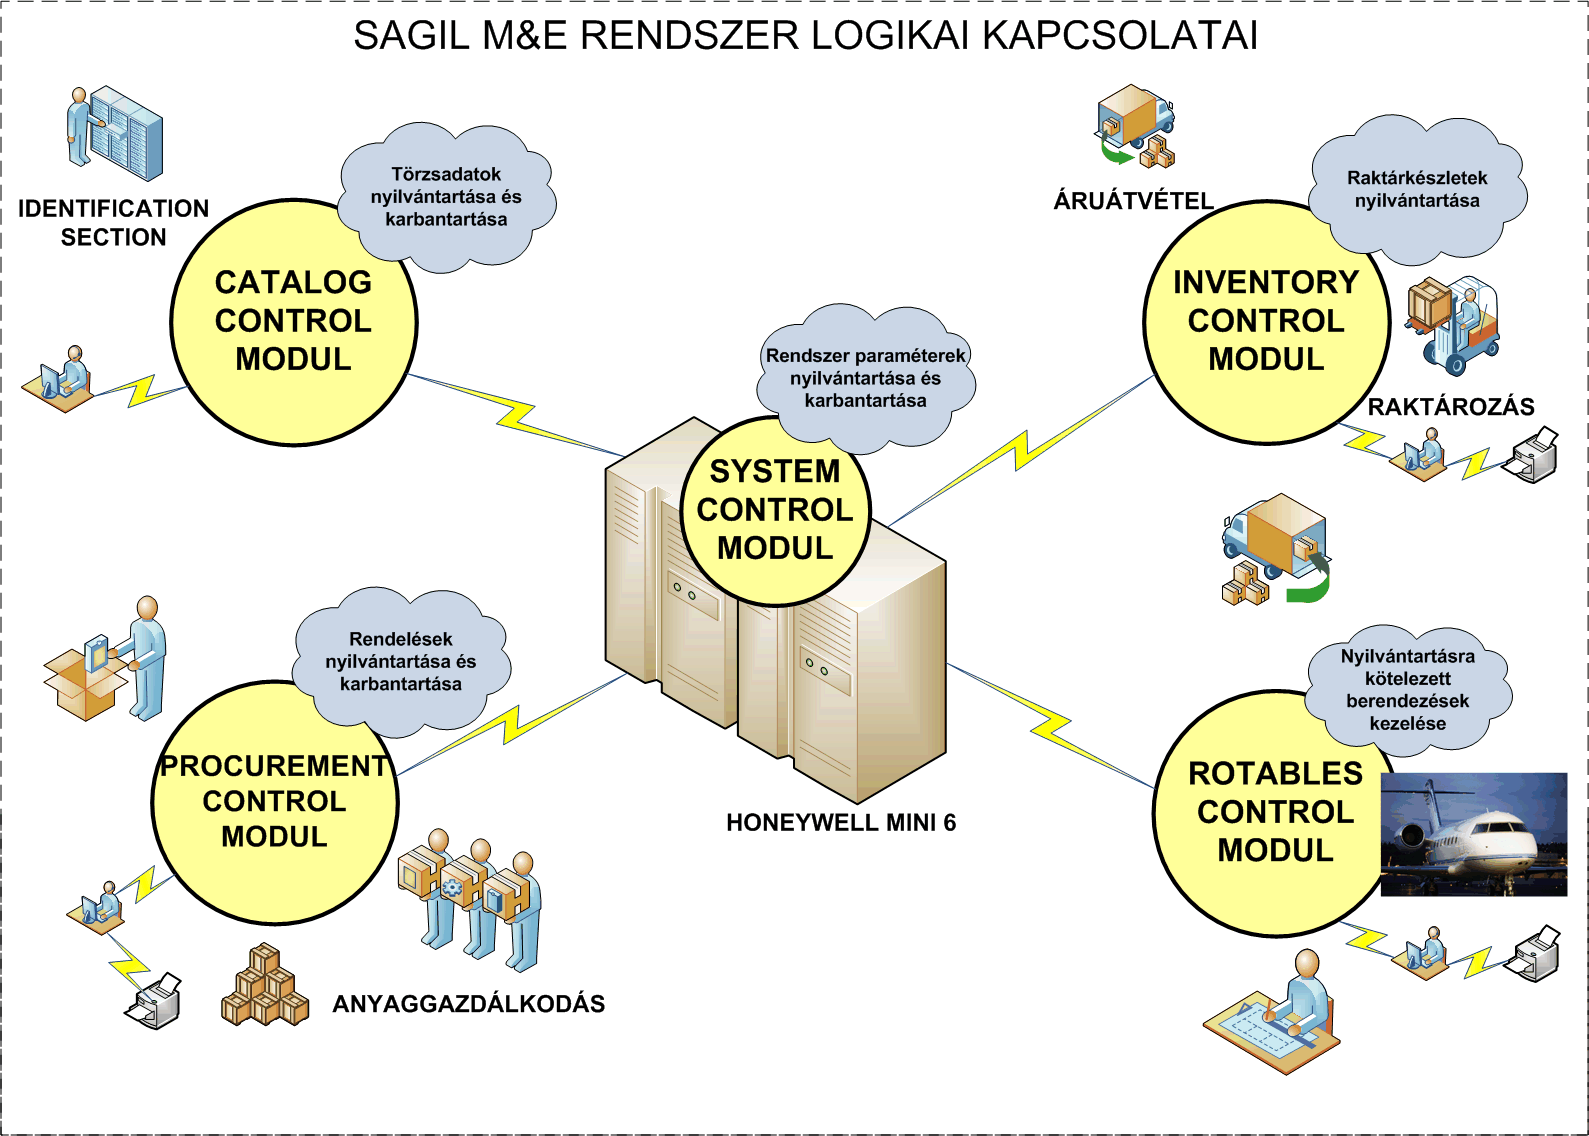 SAGIL M&E RENDSZER LOGIKAI KAPCSOLATAI
IDENTIFICATION
SECTION
Törzsadatok
nyilvántartása és
karbantartása
CATALOG
CONTROL
MODUL
ÁRUÁTVÉTEL
Raktárkészletek
nyilvántartása
INVENTORY
CONTROL
MODUL
RAKTÁROZÁS
Rendszer paraméterek
nyilvántartása és
karbantartása
SYSTEM
CONTROL
MODUL
HONEYWELL MINI 6
Rendelések
nyilvántartása és
karbantartása
PROCUREMENT
CONTROL
MODUL
ANYAGGAZDÁLKODÁS
Nyilvántartásra
kötelezett
berendezések
kezelése
ROTABLES
CONTROL
MODUL